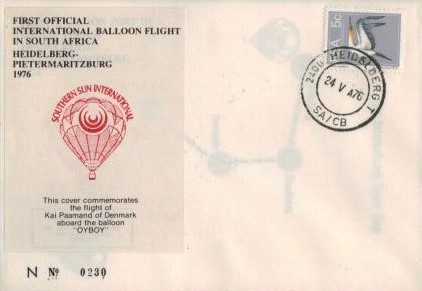 FIRST OFFICIAL
INTERNATIONAL BALLOON FLIGHT
IN SOUTH AFRICA
HEIDELBERG-
PIETERMARITZBURG
1976
SOUTHERN SUN INTERNATIONAL
This cover commemorates
the flight of
Kai Paamand of Denmark
aboard the balloon
"OYBOY"
N № 0230
5c
2400 HEIDELBERG T
24 V A76
SA/CB